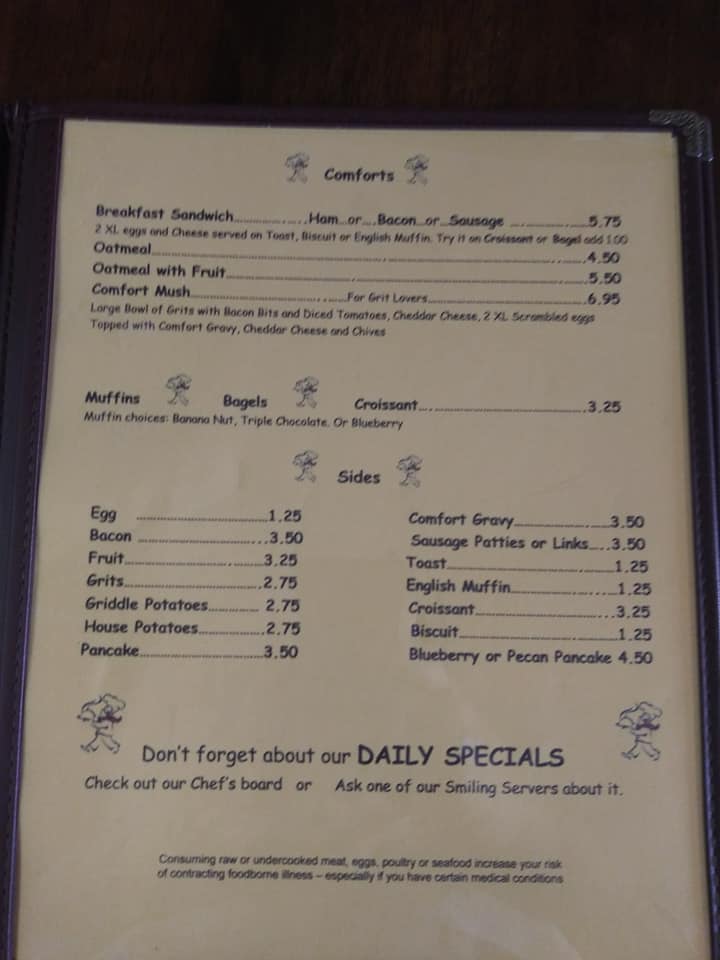 Comforts
Breakfast Sandwich..................Ham...or....Bacon...or...Sausage ..................5.75
2 XL eggs and Cheese served on Toast, Biscuit or English Muffin. Try it on Croissant or Bagel add 1.00
Oatmeal..................4.50
Oatmeal with Fruit..................5.50
Comfort Mush..................For Grit Lovers..................6.95
Large Bowl of Grits with Bacon Bits and Diced Tomatoes, Cheddar Cheese, 2 XL Scrambled eggs
Topped with Comfort Gravy, Cheddar Cheese and Chives
Muffins Bagels Croissant..................3.25
Muffin choices: Banana Nut, Triple Chocolate. Or Blueberry
Sides
Egg ..................1.25
Bacon ..................3.50
Fruit..................3.25
Grits..................2.75
Griddle Potatoes.............. 2.75
House Potatoes..................2.75
Pancake..................3.50
Comfort Gravy..................3.50
Sausage Patties or Links.....3.50
Toast..................1.25
English Muffin..................1.25
Croissant..................3.25
Biscuit..................1.25
Blueberry or Pecan Pancake 4.50
Don't forget about our DAILY SPECIALS
Check out our Chef's board or Ask one of our Smiling Servers about it.
Consuming raw or undercooked meat, eggs, poultry or seafood increase your risk
of contracting foodborne illness – especially if you have certain medical conditions